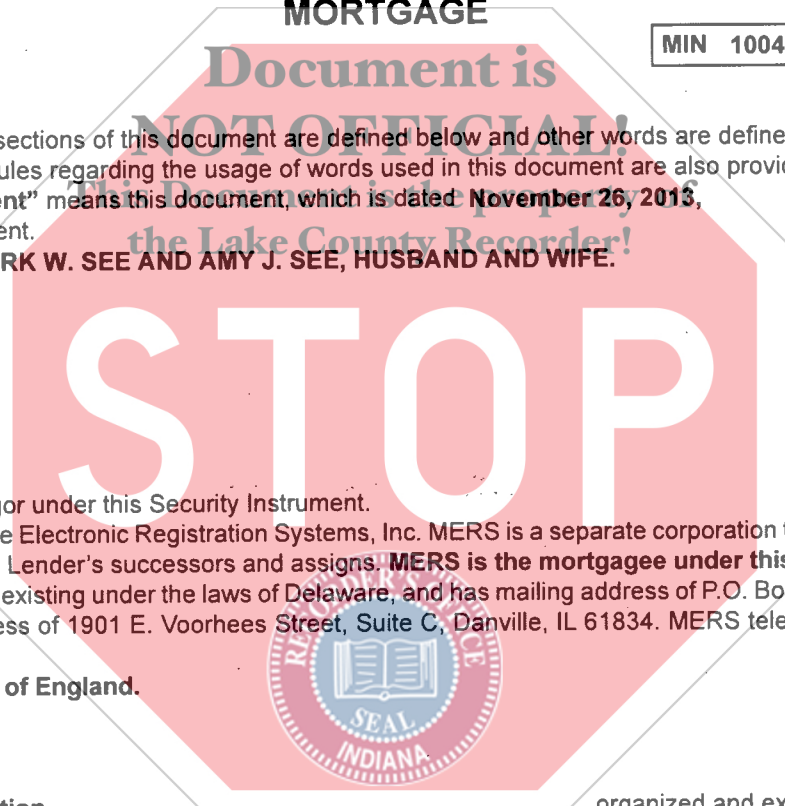 MORTGAGE
MIN 1004
Document is
NOT OFFICIAL!
This Document is the property of
the Lake County Recorder!
sections of this document are defined below and other words are define
ules regarding the usage of words used in this document are also provi
ent" means this document, which is dated November 26, 2013,
ent.
RK W. SEE AND AMY J. SEE, HUSBAND AND WIFE.
STOP
gor under this Security Instrument.
e Electronic Registration Systems, Inc. MERS is a separate corporation t
Lender's successors and assigns. MERS is the mortgagee under this
existing under the laws of Delaware, and has mailing address of P.O. Bo
ess of 1901 E. Voorhees Street, Suite C, Danville, IL 61834. MERS tele
of England.
RECORDER'S OFFICE
SEAL
INDIANA
organized and ex